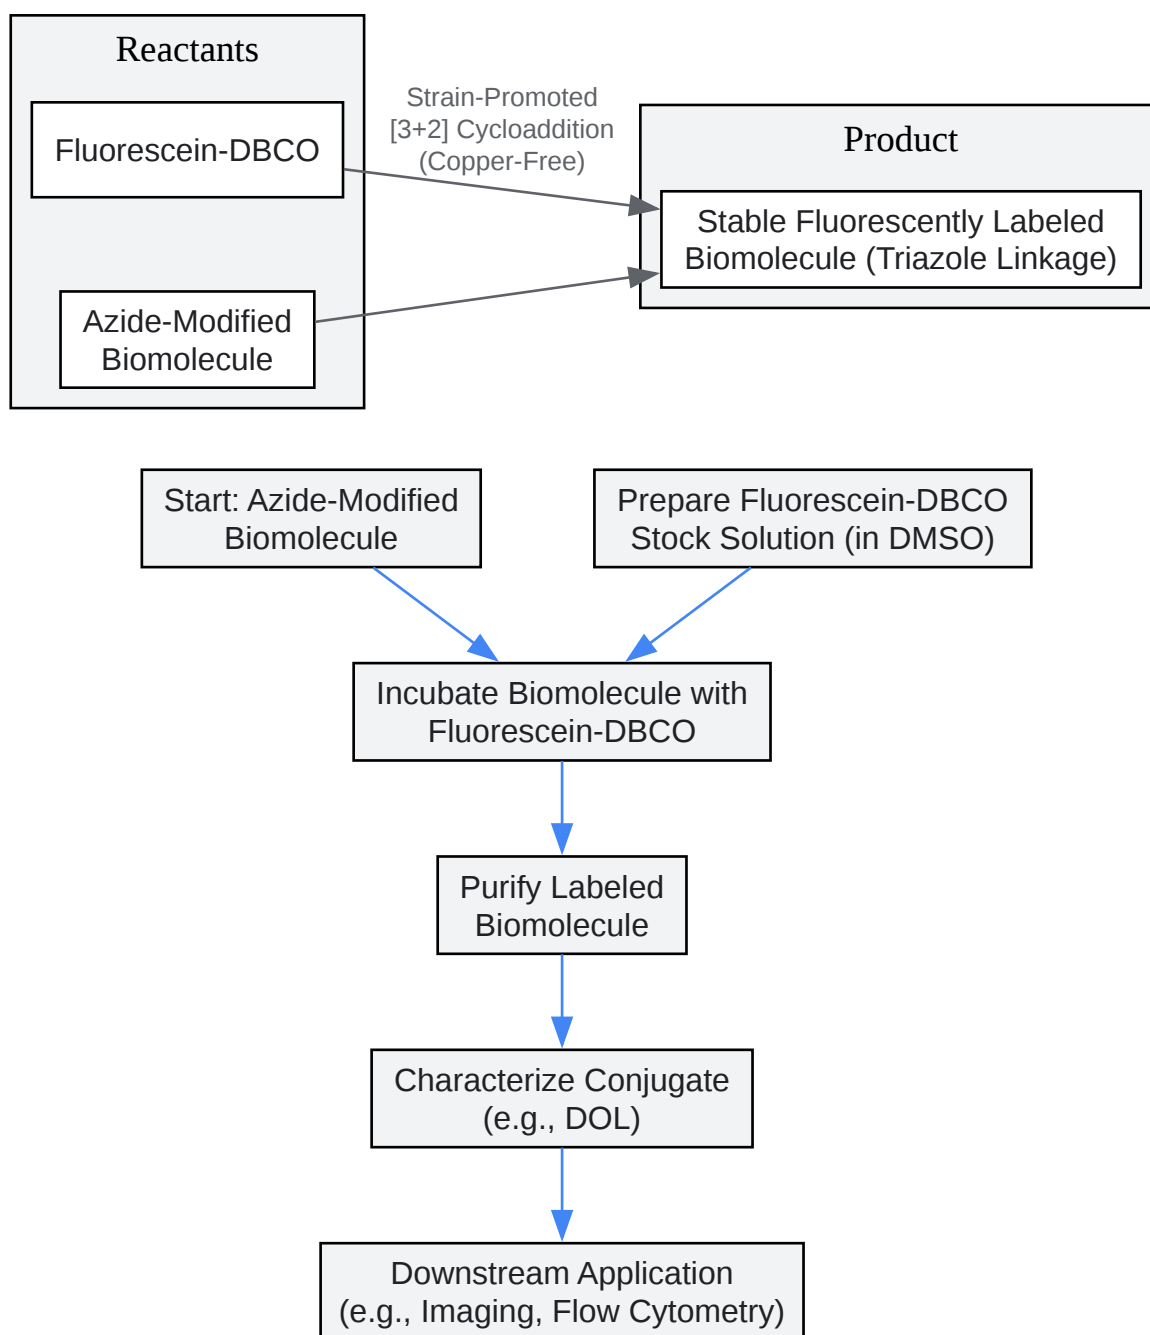 Reactants
Fluorescein-DBCO
Azide-Modified
Biomolecule
Strain-Promoted
[3+2] Cycloaddition
(Copper-Free)
Product
Stable Fluorescently Labeled
Biomolecule (Triazole Linkage)
Start: Azide-Modified
Biomolecule
Prepare Fluorescein-DBCO
Stock Solution (in DMSO)
Incubate Biomolecule with
Fluorescein-DBCO
Purify Labeled
Biomolecule
Characterize Conjugate
(e.g., DOL)
Downstream Application
(e.g., Imaging, Flow Cytometry)